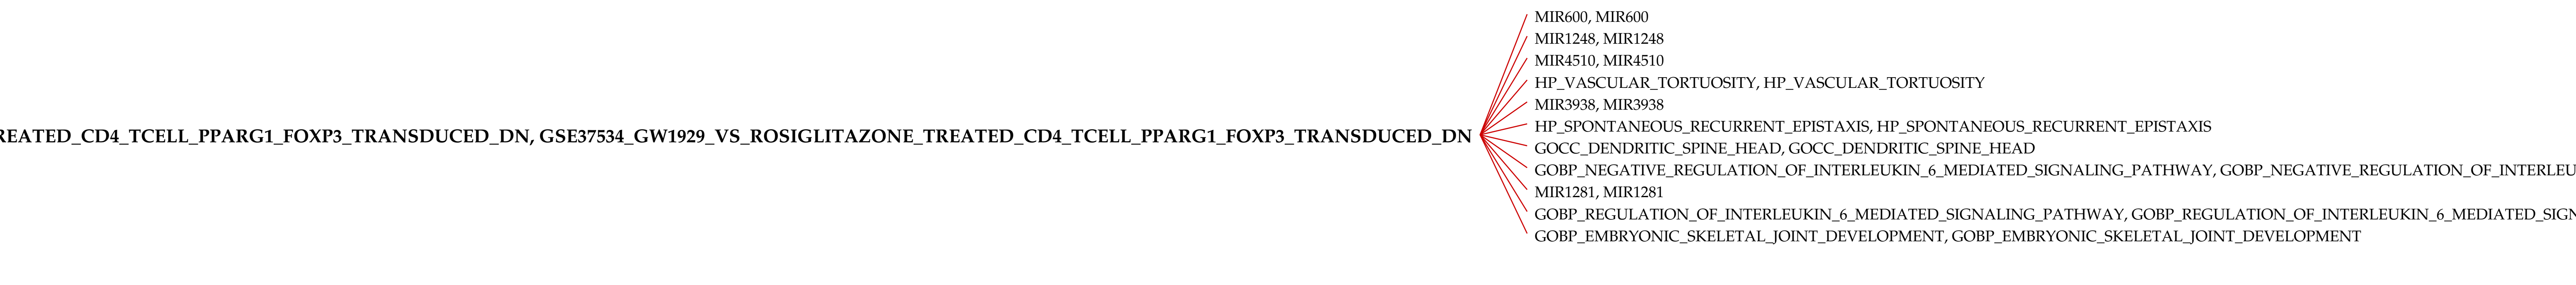 MIR600, MIR600
MIR1248, MIR1248
MIR4510, MIR4510
HP_VASCULAR_TORTUOSITY, HP_VASCULAR_TORTUOSITY
MIR3938, MIR3938
HP_SPONTANEOUS_RECURRENT_EPISTAXIS, HP_SPONTANEOUS_RECURRENT_EPISTAXIS
REATED_CD4_TCELL_PPARG1_FOXP3_TRANSDUCED_DN, GSE37534_GW1929_VS_ROSIGLITAZONE_TREATED_CD4_TCELL_PPARG1_FOXP3_TRANSDUCED_DN
GOCC_DENDRITIC_SPINE_HEAD, GOCC_DENDRITIC_SPINE_HEAD
GOBP_NEGATIVE_REGULATION_OF_INTERLEUKIN_6_MEDIATED_SIGNALING_PATHWAY, GOBP_NEGATIVE_REGULATION_OF_INTERLEU
MIR1281, MIR1281
GOBP_REGULATION_OF_INTERLEUKIN_6_MEDIATED_SIGNALING_PATHWAY, GOBP_REGULATION_OF_INTERLEUKIN_6_MEDIATED_SIGN
GOBP_EMBRYONIC_SKELETAL_JOINT_DEVELOPMENT, GOBP_EMBRYONIC_SKELETAL_JOINT_DEVELOPMENT